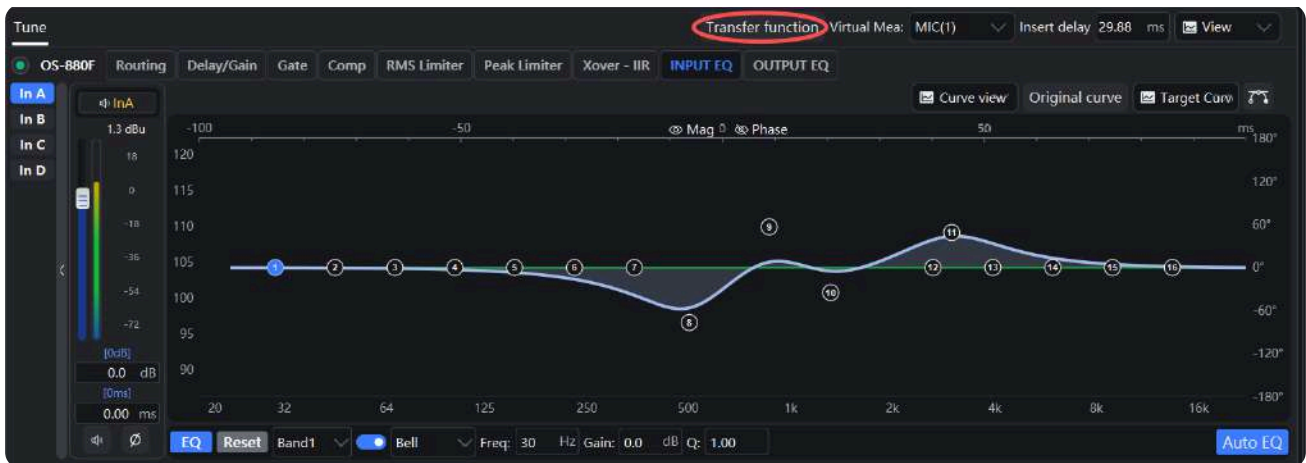 Tune
Transfer function Virtual Mea: MIC(1) Insert delay 29.88 ms View
OS-880F Routing Delay/Gain Gate Comp RMS Limiter Peak Limiter Xover - IIR INPUT EQ OUTPUT EQ
In A
In B
In C
In D
InA
1.3 dBu
18
0
-18
-36
-54
-72
[0dB]
0.0 dB
[0ms]
0.00 ms
Ø
Curve view Original curve Target Curv
-100 -50 Mag 0 Phase 50 ms
120
115
110
105
100
95
90
180°
120°
60°
0°
-60°
-120°
-180°
1 2 3 4 5 6 7 8 9 10 11 12 13 14 15 16
20 32 64 125 250 500 1k 2k 4k 8k 16k
EQ Reset Band1 Bell Freq: 30 Hz Gain: 0.0 dB Q: 1.00 Auto EQ